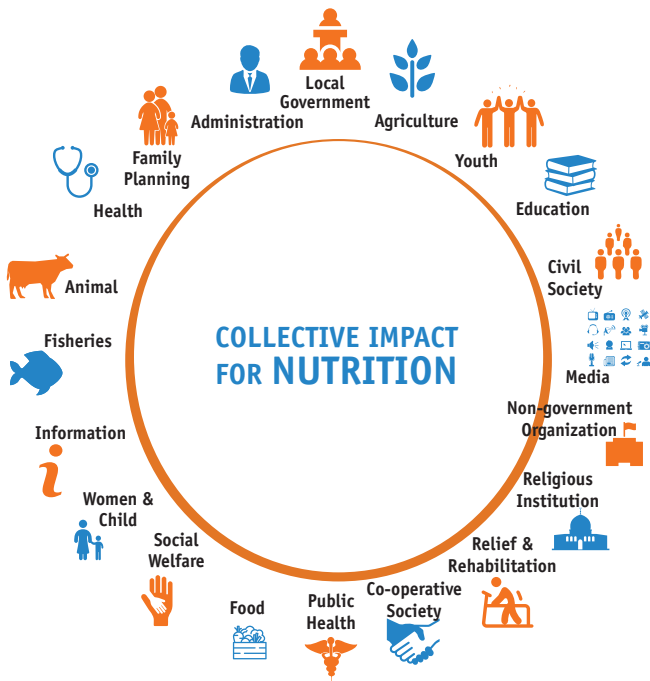 Local
Government
Administration
Agriculture
Family
Planning
Youth
Health
Education
Civil
Society
Animal
COLLECTIVE IMPACT
FOR NUTRITION
Fisheries
Media
Non-government
Organization
Information
Religious
Institution
Women &
Child
Social
Welfare
Relief &
Rehabilitation
Co-operative
Society
Public
Health
Food